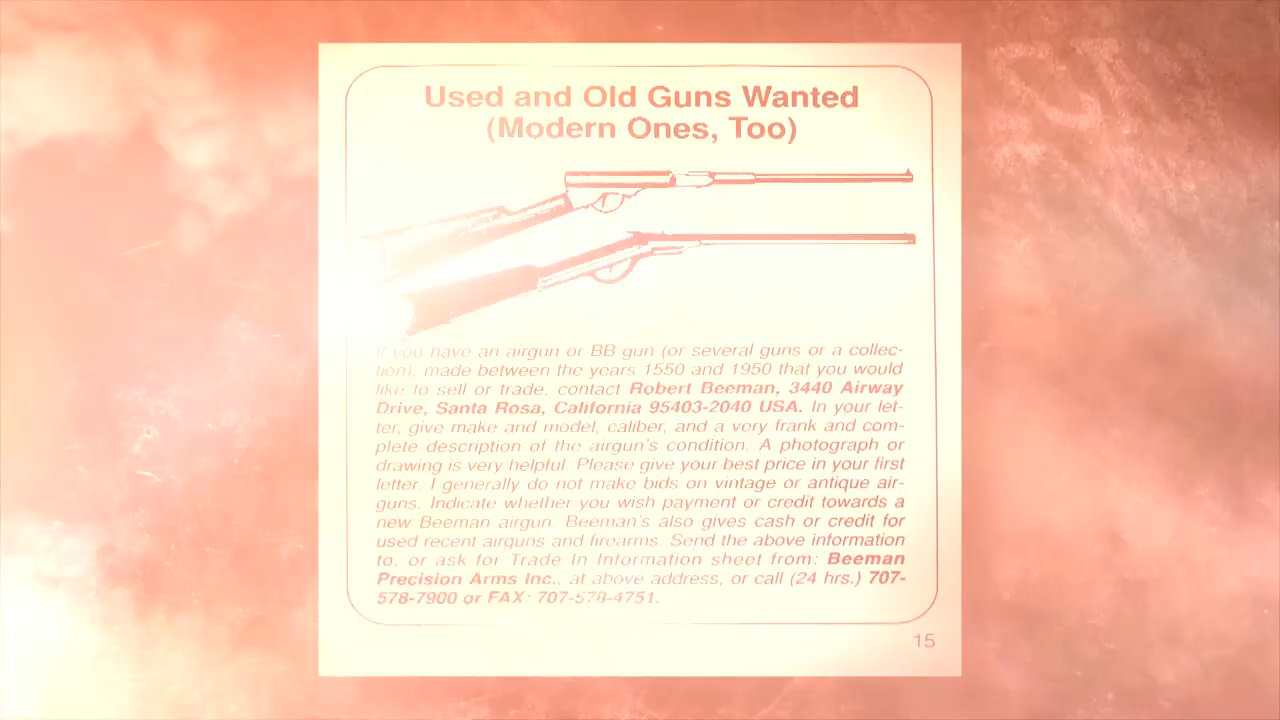 Used and Old Guns Wanted
(Modern Ones, Too)
If you have an airgun or BB gun (or several guns or a collec-
tion), made between the years 1550 and 1950 that you would
like to sell or trade, contact Robert Beeman, 3440 Airway
Drive, Santa Rosa, California 95403-2040 USA. In your let-
ter, give make and model, caliber, and a very frank and com-
plete description of the airgun's condition. A photograph or
drawing is very helpful. Please give your best price in your first
letter. I generally do not make bids on vintage or antique air-
guns. Indicate whether you wish payment or credit towards a
new Beeman airgun. Beeman's also gives cash or credit for
used recent airguns and firearms. Send the above information
to, or ask for Trade In Information sheet from: Beeman
Precision Arms Inc., at above address, or call (24 hrs.) 707-
578-7900 or FAX: 707-578-4751.
15